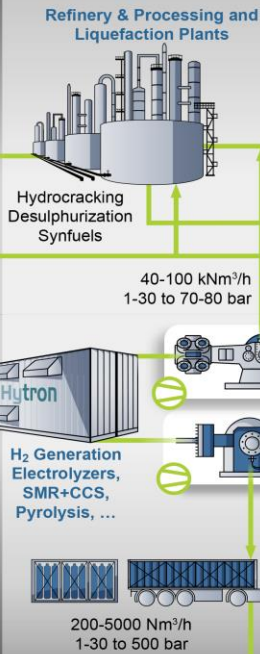 Refinery & Processing and
Liquefaction Plants
Hydrocracking
Desulphurization
Synfuels
40-100 kNm³/h
1-30 to 70-80 bar
Hytron
H₂ Generation
Electrolyzers,
SMR+CCS,
Pyrolysis, ...
200-5000 Nm³/h
1-30 to 500 bar